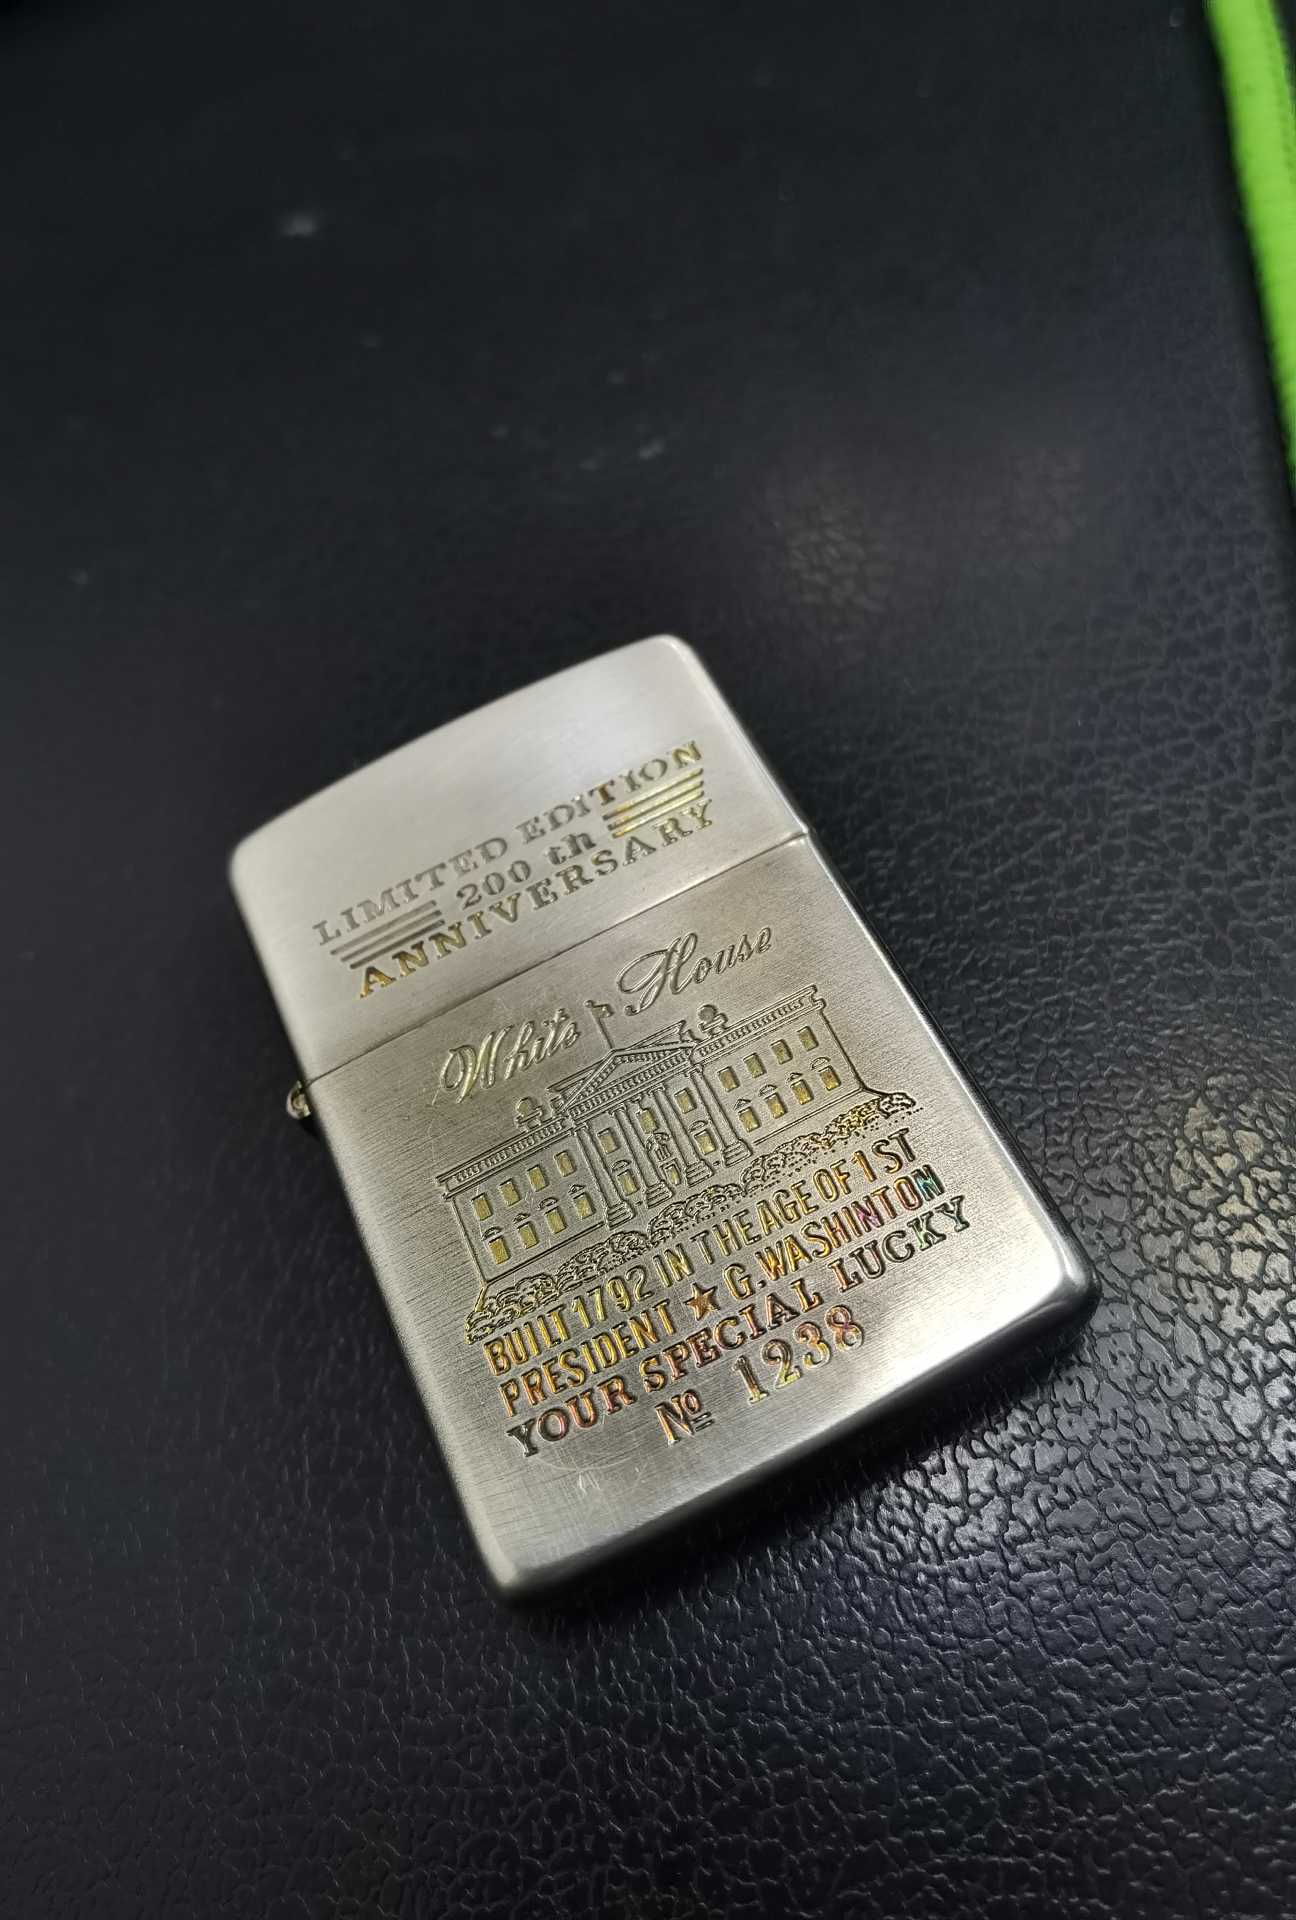 LIMITED EDITION
200 th
ANNIVERSARY
White House
BUILT 1792 IN THE AGE OF 1 ST
PRESIDENT ★ G. WASHINTON
YOUR SPECIAL LUCKY
№ 1238